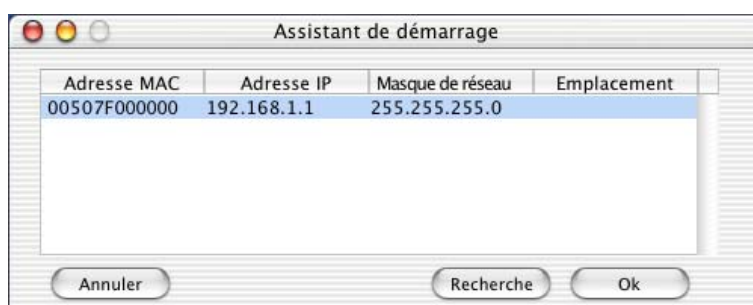 Assistant de démarrage
Adresse MAC Adresse IP Masque de réseau Emplacement
00507F000000 192.168.1.1 255.255.255.0
Annuler Recherche Ok